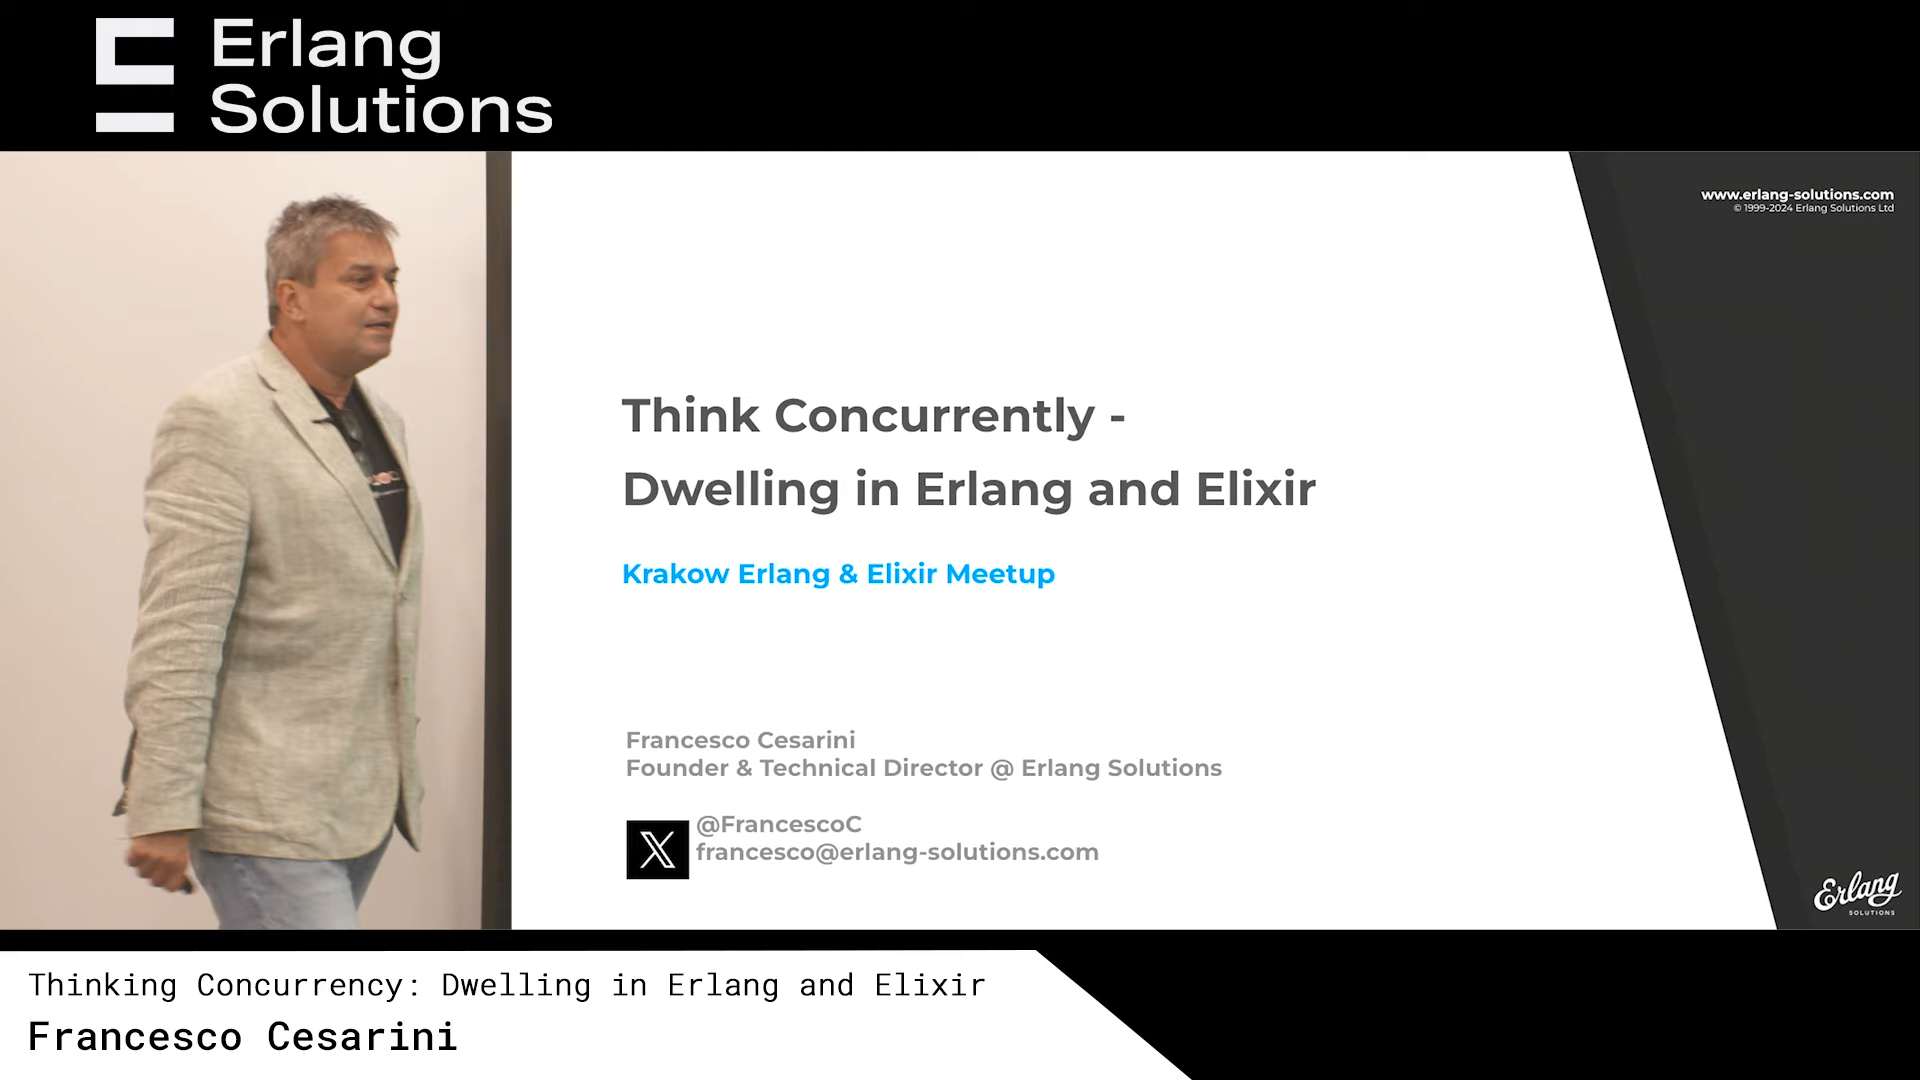 Erlang
Solutions
www.erlang-solutions.com
© 1999-2024 Erlang Solutions Ltd
Think Concurrently -
Dwelling in Erlang and Elixir
Krakow Erlang & Elixir Meetup
Francesco Cesarini
Founder & Technical Director @ Erlang Solutions
@FrancescoC
francesco@erlang-solutions.com
Erlang
SOLUTIONS
Thinking Concurrency: Dwelling in Erlang and Elixir
Francesco Cesarini